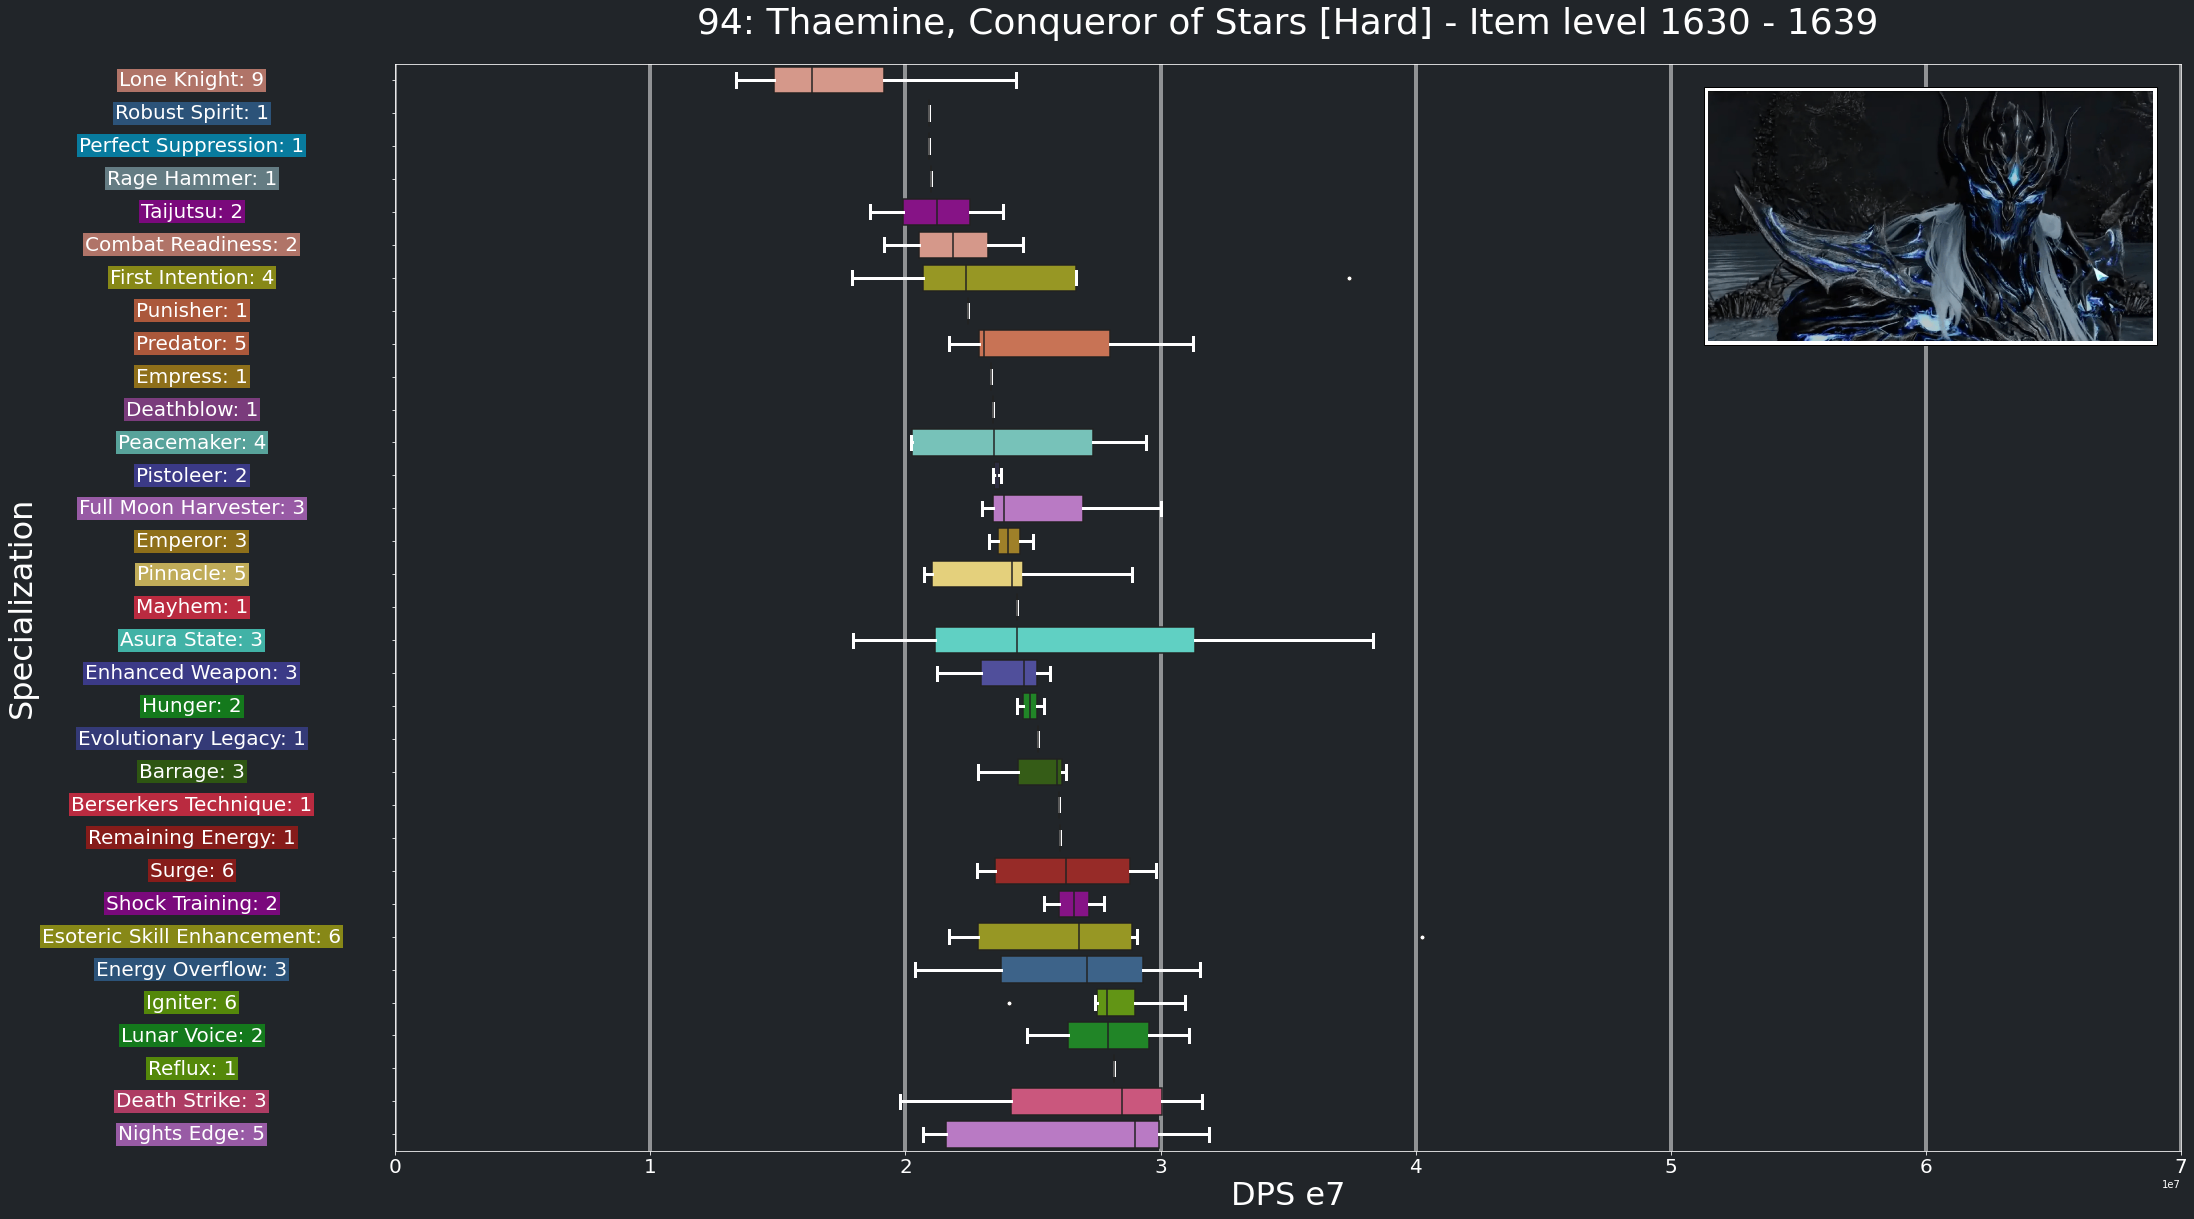 94: Thaemine, Conqueror of Stars [Hard] - Item level 1630 - 1639
Specialization
Lone Knight: 9
Robust Spirit: 1
Perfect Suppression: 1
Rage Hammer: 1
Taijutsu: 2
Combat Readiness: 2
First Intention: 4
Punisher: 1
Predator: 5
Empress: 1
Deathblow: 1
Peacemaker: 4
Pistoleer: 2
Full Moon Harvester: 3
Emperor: 3
Pinnacle: 5
Mayhem: 1
Asura State: 3
Enhanced Weapon: 3
Hunger: 2
Evolutionary Legacy: 1
Barrage: 3
Berserkers Technique: 1
Remaining Energy: 1
Surge: 6
Shock Training: 2
Esoteric Skill Enhancement: 6
Energy Overflow: 3
Igniter: 6
Lunar Voice: 2
Reflux: 1
Death Strike: 3
Nights Edge: 5
0 1 2 3 4 5 6 7
1e7
DPS e7